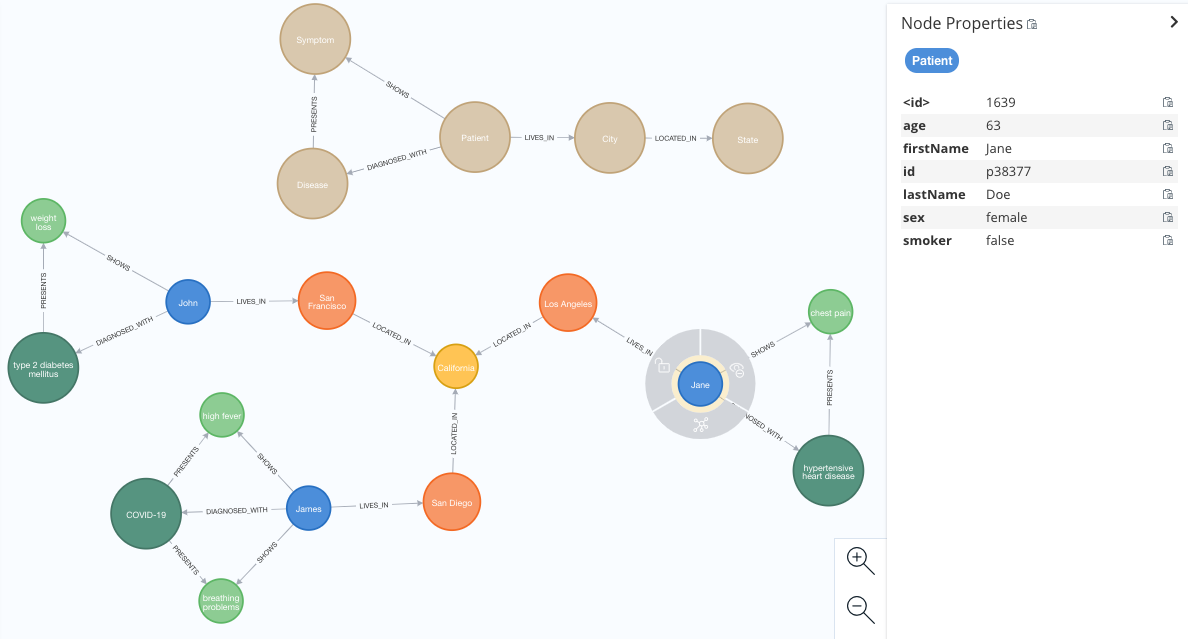 Symptom
SHOWS
PRESENTS
Patient
LIVES_IN
City
LOCATED_IN
State
DIAGNOSED_WITH
Disease
weight
loss
SHOWS
PRESENTS
John
LIVES_IN
San
Francisco
DIAGNOSED_WITH
type 2 diabetes
mellitus
LOCATED_IN
California
Los Angeles
LOCATED_IN
LIVES_IN
Jane
SHOWS
chest pain
PRESENTS
NOSED_WITH
hypertensive
heart disease
high fever
PRESENTS
SHOWS
COVID-19
DIAGNOSED_WITH
James
LIVES_IN
San Diego
LOCATED_IN
PRESENTS
SHOWS
breathing
problems
Node Properties
Patient
<id> 1639
age 63
firstName Jane
id p38377
lastName Doe
sex female
smoker false